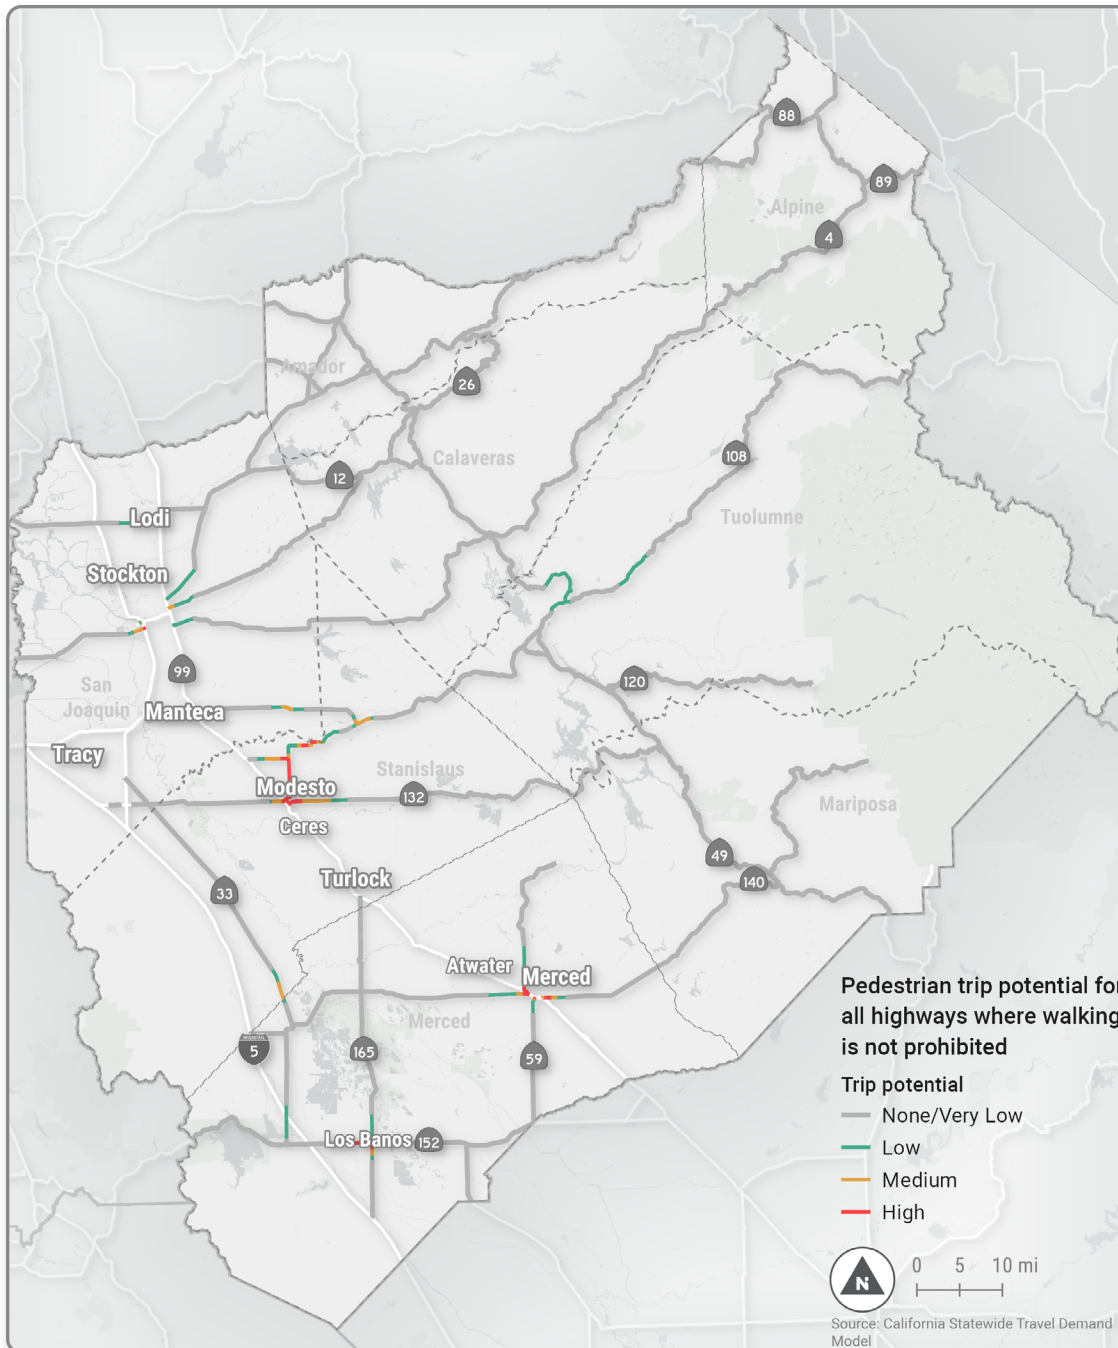 88
89
Alpine
4
Amador
26
Calaveras
12
108
Lodi
Tuolumne
Stockton
99
120
San
Joaquin
Manteca
Tracy
Stanislaus
Modesto
132
Mariposa
Ceres
49
Turlock
140
33
Atwater
Merced
Merced
5
165
59
Los Banos
152
Pedestrian trip potential for
all highways where walking
is not prohibited
Trip potential
None/Very Low
Low
Medium
High
N
0 5 10 mi
Source: California Statewide Travel Demand
Model